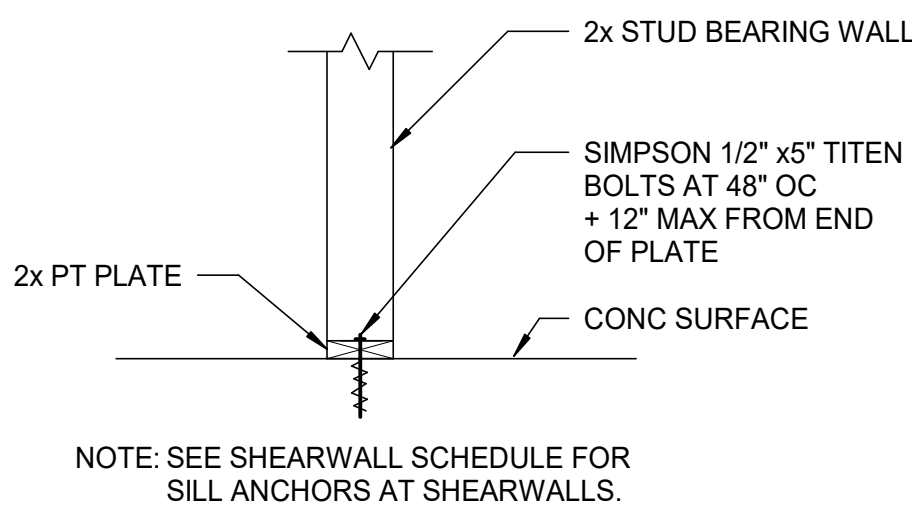 2x STUD BEARING WALL
SIMPSON 1/2" x5" TITEN
BOLTS AT 48" OC
+ 12" MAX FROM END
OF PLATE
2x PT PLATE
CONC SURFACE
NOTE: SEE SHEARWALL SCHEDULE FOR
SILL ANCHORS AT SHEARWALLS.